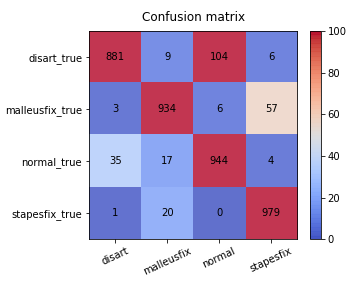 Confusion matrix
disart_true 881 9 104 6
malleusfix_true 3 934 6 57
normal_true 35 17 944 4
stapesfix_true 1 20 0 979
disart malleusfix normal stapesfix
100
80
60
40
20
0